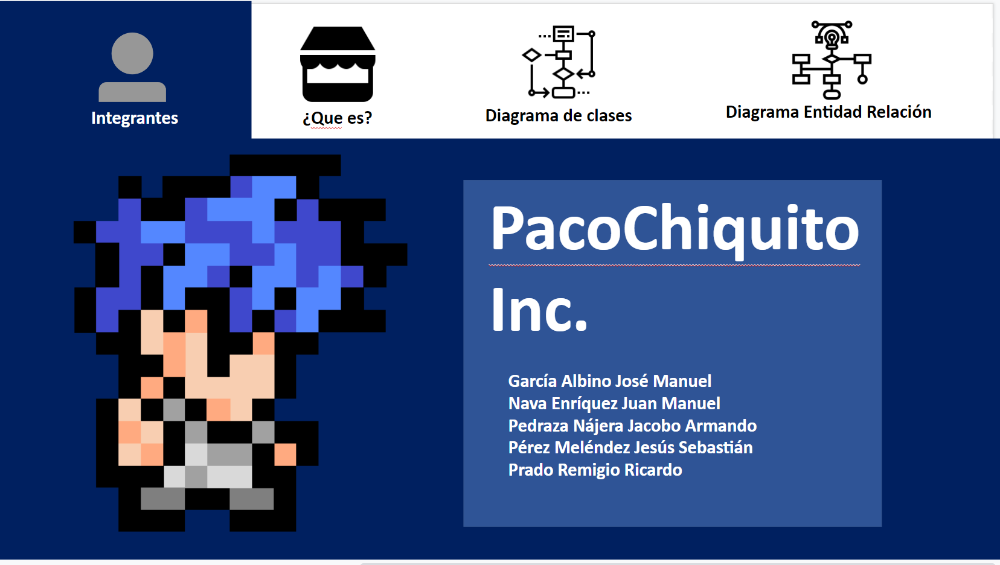 Integrantes
¿Que es?
Diagrama de clases
Diagrama Entidad Relación
PacoChiquito
Inc.
García Albino José Manuel
Nava Enríquez Juan Manuel
Pedraza Nájera Jacobo Armando
Pérez Meléndez Jesús Sebastián
Prado Remigio Ricardo